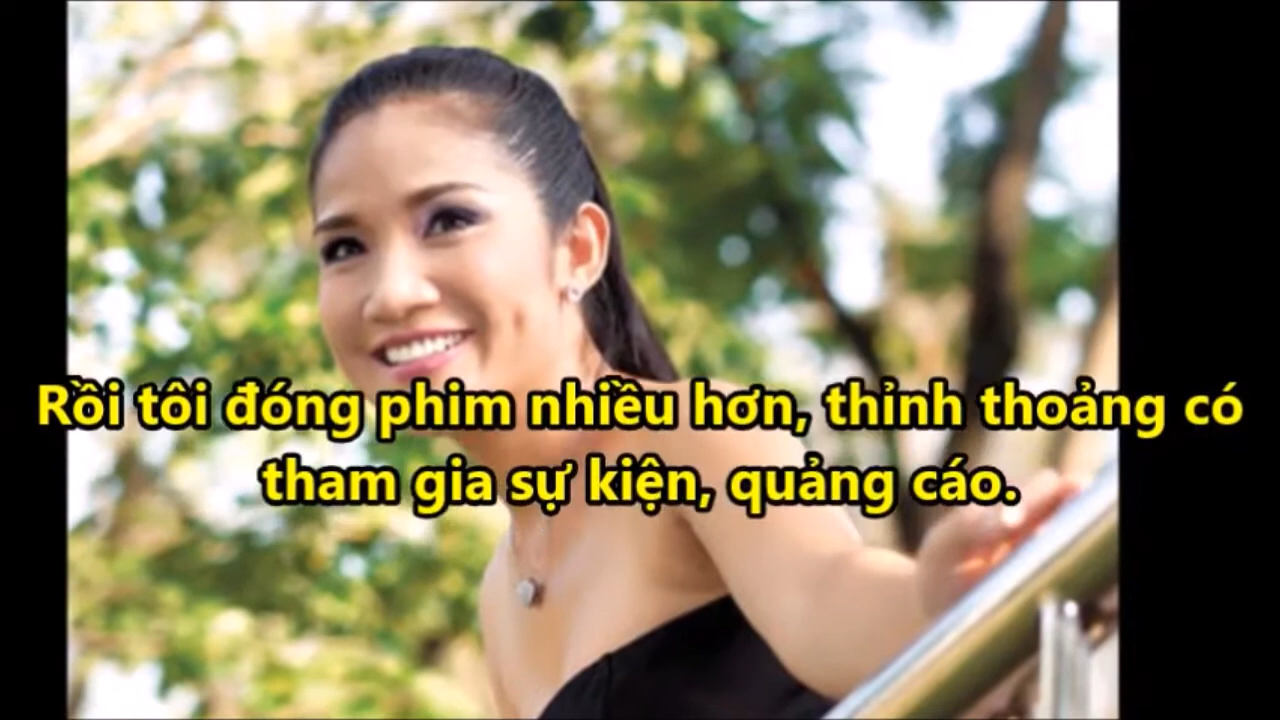 Rồi tôi đóng phim nhiều hơn, thỉnh thoảng có
tham gia sự kiện, quảng cáo.